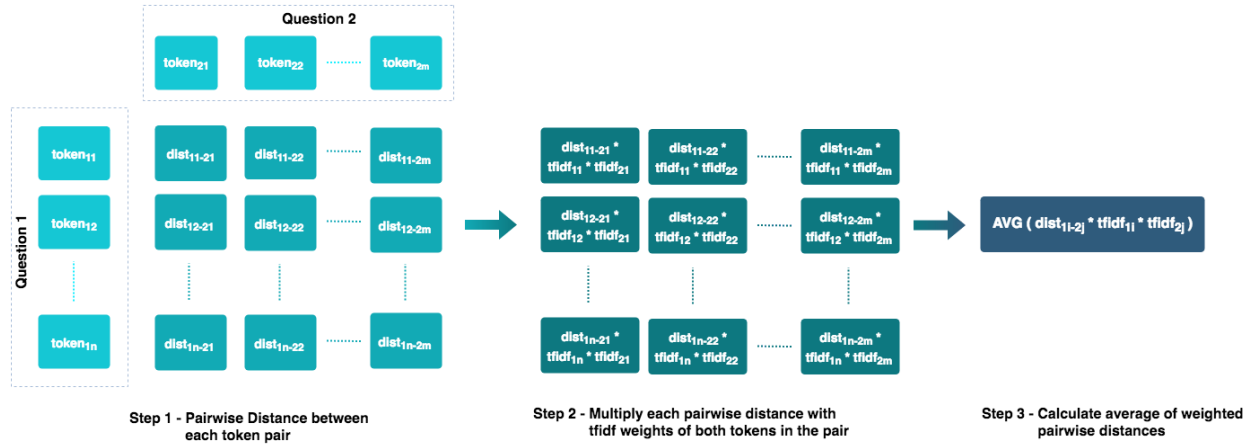 Question 2
token21 token22 token2m
Question 1
token11 dist11-21 dist11-22 dist11-2m
token12 dist12-21 dist12-22 dist12-2m
token1n dist1n-21 dist1n-22 dist1n-2m
dist11-21 * dist11-22 * dist11-2m *
tfidf11 * tfidf21 tfidf11 * tfidf22 tfidf11 * tfidf2m
dist12-21 * dist12-22 * dist12-2m *
tfidf12 * tfidf21 tfidf12 * tfidf22 tfidf12 * tfidf2m
dist1n-21 * dist1n-22 * dist1n-2m *
tfidf1n * tfidf21 tfidf1n * tfidf22 tfidf1n * tfidf2m
AVG ( dist1i-2j * tfidf1i * tfidf2j )
Step 1 - Pairwise Distance between
each token pair
Step 2 - Multiply each pairwise distance with
tfidf weights of both tokens in the pair
Step 3 - Calculate average of weighted
pairwise distances